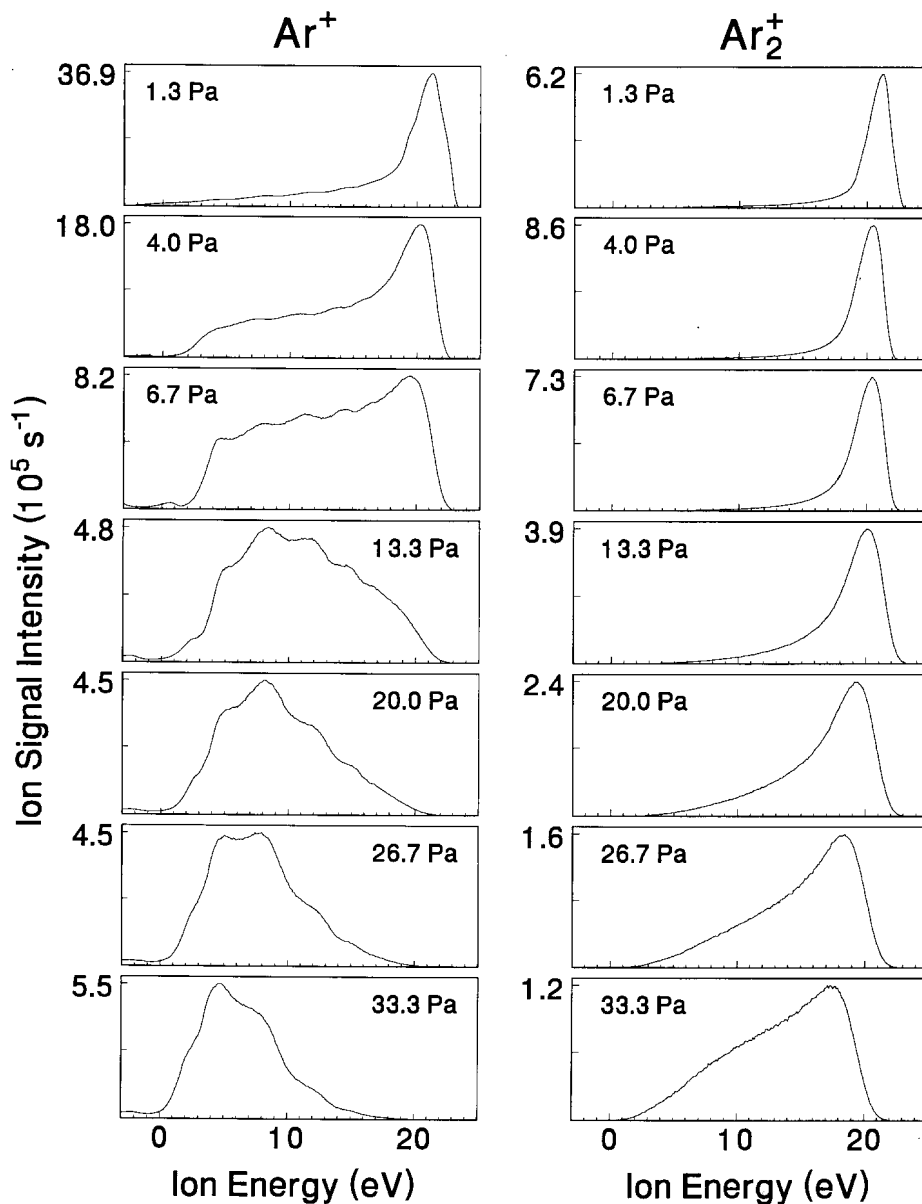 Ar+
Ar2+
Ion Signal Intensity (10^5 s^-1)
36.9
1.3 Pa
6.2
1.3 Pa
18.0
4.0 Pa
8.6
4.0 Pa
8.2
6.7 Pa
7.3
6.7 Pa
4.8
13.3 Pa
3.9
13.3 Pa
4.5
20.0 Pa
2.4
20.0 Pa
4.5
26.7 Pa
1.6
26.7 Pa
5.5
33.3 Pa
1.2
33.3 Pa
0 10 20
0 10 20
Ion Energy (eV)
Ion Energy (eV)